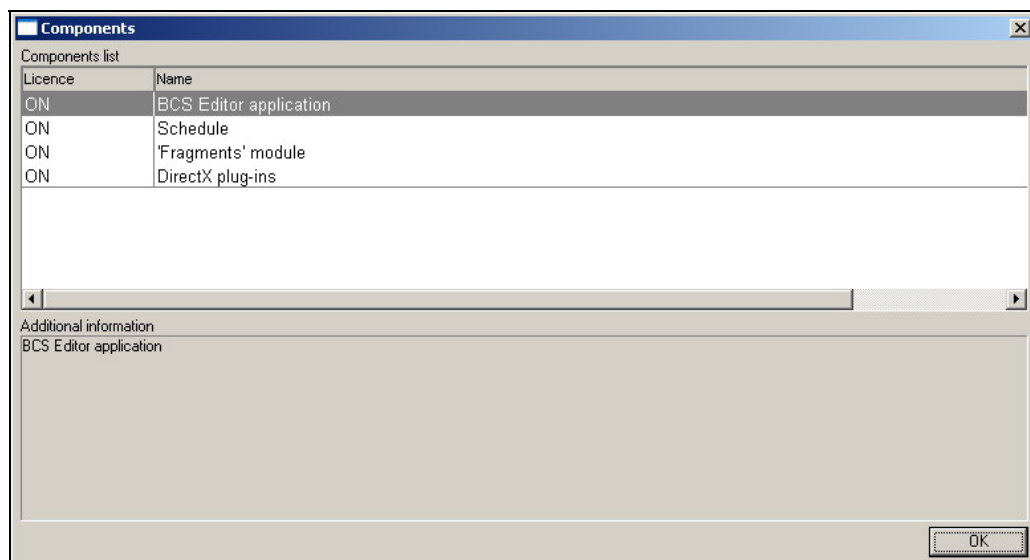 Components
Components list
Licence Name
ON BCS Editor application
ON Schedule
ON 'Fragments' module
ON DirectX plug-ins
Additional information
BCS Editor application
OK